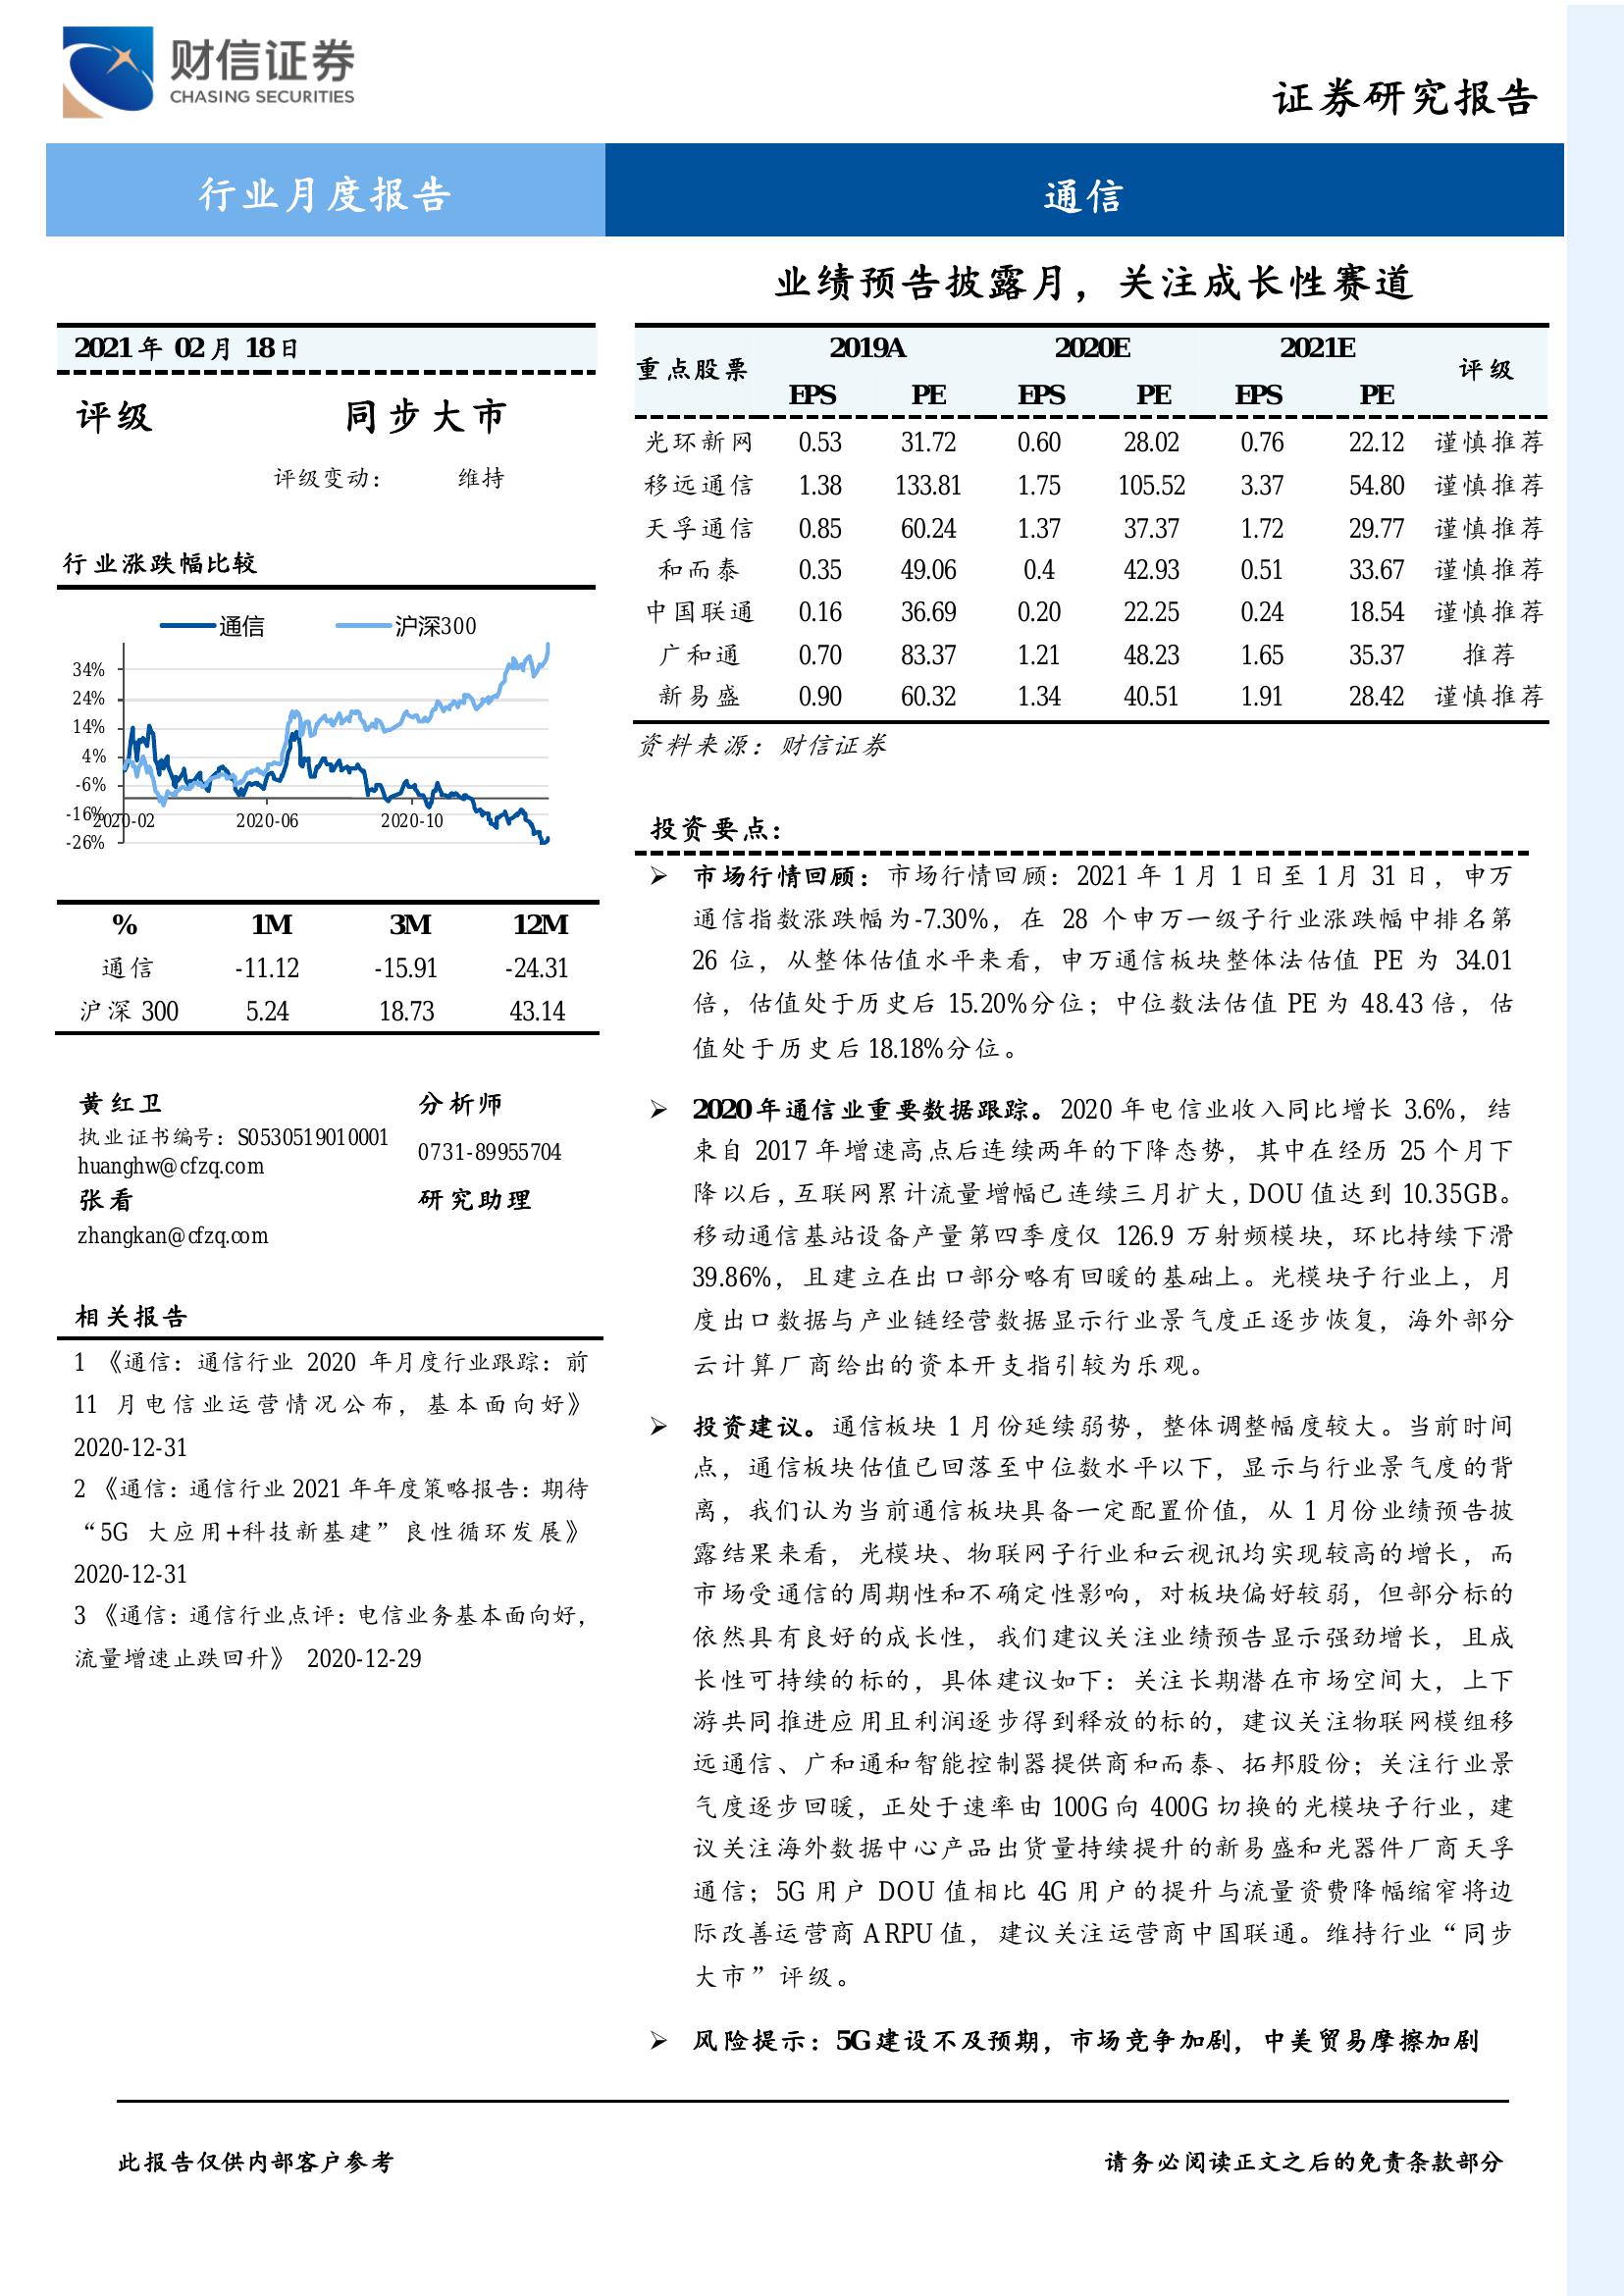 财信证券
CHASING SECURITIES
证券研究报告
行业月度报告
通信
业绩预告披露月，关注成长性赛道
2021 年 02 月 18 日
评级 同步大市
评级变动： 维持
行业涨跌幅比较
通信 沪深300
34%
24%
14%
4%
-6%
-16%
-26%
2020-02 2020-06 2020-10
% 1M 3M 12M
通信 -11.12 -15.91 -24.31
沪深 300 5.24 18.73 43.14
黄红卫 分析师
执业证书编号：S0530519010001 0731-89955704
huanghw@cfzq.com
张看 研究助理
zhangkan@cfzq.com
相关报告
1 《通信：通信行业 2020 年月度行业跟踪：前
11 月电信业运营情况公布，基本面向好》
2020-12-31
2 《通信：通信行业 2021 年年度策略报告：期待
“5G 大应用+科技新基建”良性循环发展》
2020-12-31
3 《通信：通信行业点评：电信业务基本面向好，
流量增速止跌回升》 2020-12-29
重点股票 2019A 2020E 2021E 评级
EPS PE EPS PE EPS PE
光环新网 0.53 31.72 0.60 28.02 0.76 22.12 谨慎推荐
移远通信 1.38 133.81 1.75 105.52 3.37 54.80 谨慎推荐
天孚通信 0.85 60.24 1.37 37.37 1.72 29.77 谨慎推荐
和而泰 0.35 49.06 0.4 42.93 0.51 33.67 谨慎推荐
中国联通 0.16 36.69 0.20 22.25 0.24 18.54 谨慎推荐
广和通 0.70 83.37 1.21 48.23 1.65 35.37 推荐
新易盛 0.90 60.32 1.34 40.51 1.91 28.42 谨慎推荐
资料来源：财信证券
投资要点：
➢ 市场行情回顾：市场行情回顾：2021 年 1 月 1 日至 1 月 31 日，申万
通信指数涨跌幅为-7.30%，在 28 个申万一级子行业涨跌幅中排名第
26 位，从整体估值水平来看，申万通信板块整体法估值 PE 为 34.01
倍，估值处于历史后 15.20%分位；中位数法估值 PE 为 48.43 倍，估
值处于历史后 18.18%分位。
➢ 2020 年通信业重要数据跟踪。2020 年电信业收入同比增长 3.6%，结
束自 2017 年增速高点后连续两年的下降态势，其中在经历 25 个月下
降以后，互联网累计流量增幅已连续三月扩大，DOU 值达到 10.35GB。
移动通信基站设备产量第四季度仅 126.9 万射频模块，环比持续下滑
39.86%，且建立在出口部分略有回暖的基础上。光模块子行业上，月
度出口数据与产业链经营数据显示行业景气度正逐步恢复，海外部分
云计算厂商给出的资本开支指引较为乐观。
➢ 投资建议。通信板块 1 月份延续弱势，整体调整幅度较大。当前时间
点，通信板块估值已回落至中位数水平以下，显示与行业景气度的背
离，我们认为当前通信板块具备一定配置价值，从 1 月份业绩预告披
露结果来看，光模块、物联网子行业和云视讯均实现较高的增长，而
市场受通信的周期性和不确定性影响，对板块偏好较弱，但部分标的
依然具有良好的成长性，我们建议关注业绩预告显示强劲增长，且成
长性可持续的标的，具体建议如下：关注长期潜在市场空间大，上下
游共同推进应用且利润逐步得到释放的标的，建议关注物联网模组移
远通信、广和通和智能控制器提供商和而泰、拓邦股份；关注行业景
气度逐步回暖，正处于速率由 100G 向 400G 切换的光模块子行业，建
议关注海外数据中心产品出货量持续提升的新易盛和光器件厂商天孚
通信；5G 用户 DOU 值相比 4G 用户的提升与流量资费降幅缩窄将边
际改善运营商 ARPU 值，建议关注运营商中国联通。维持行业“同步
大市”评级。
➢ 风险提示：5G 建设不及预期，市场竞争加剧，中美贸易摩擦加剧
此报告仅供内部客户参考
请务必阅读正文之后的免责条款部分